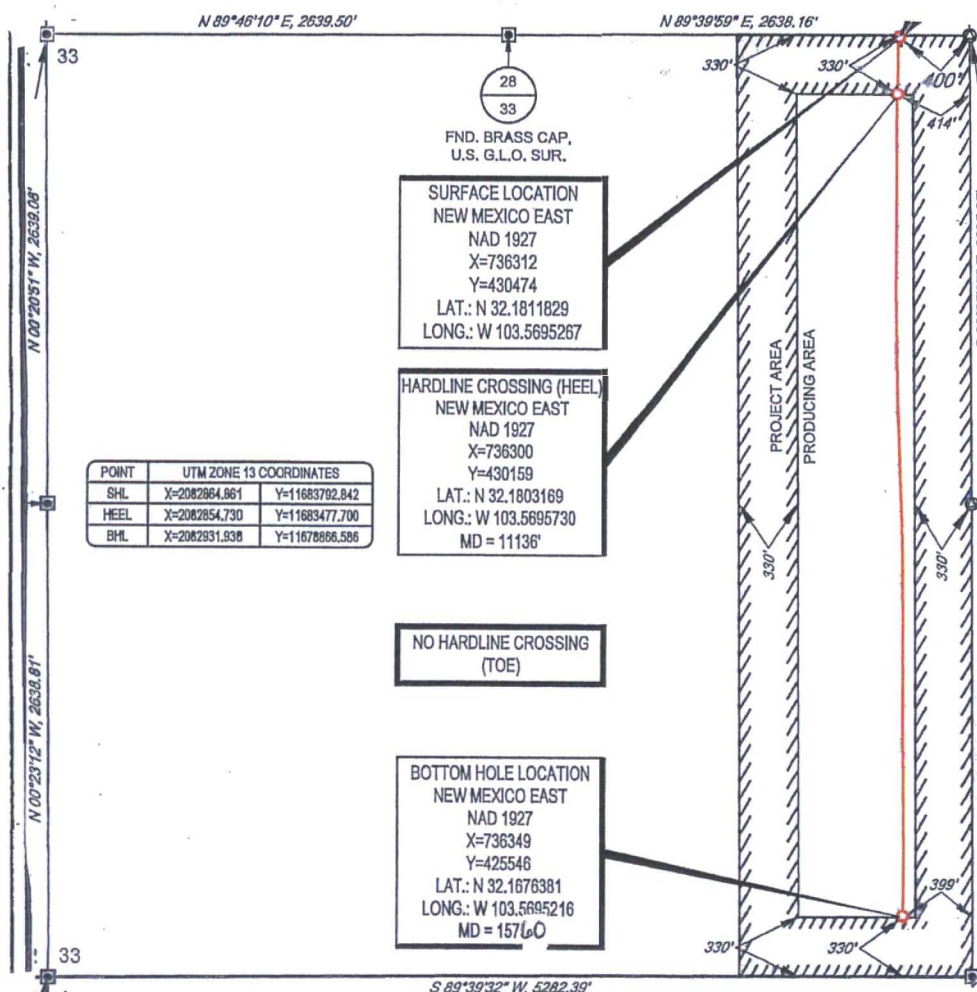 N 89°46'10" E, 2639.50'
N 89°39'59" E, 2638.16'
33
28
33
FND. BRASS CAP,
U.S. G.L.O. SUR.
330'
330'
400'
414'
N 00°20'51" W, 2639.08'
SURFACE LOCATION
NEW MEXICO EAST
NAD 1927
X=736312
Y=430474
LAT.: N 32.1811829
LONG.: W 103.5695267
HARDLINE CROSSING (HEEL)
NEW MEXICO EAST
NAD 1927
X=736300
Y=430159
LAT.: N 32.1803169
LONG.: W 103.5695730
MD = 11136'
PROJECT AREA
PRODUCING AREA
POINT UTM ZONE 13 COORDINATES
SHL X=2082864.861 Y=11683792.842
HEEL X=2082854.730 Y=11683477.700
BHL X=2082931.938 Y=11678866.586
330'
330'
NO HARDLINE CROSSING
(TOE)
N 00°23'12" W, 2638.81'
BOTTOM HOLE LOCATION
NEW MEXICO EAST
NAD 1927
X=736349
Y=425546
LAT.: N 32.1676381
LONG.: W 103.5695216
MD = 15760
399'
330'
330'
33
S 89°39'32" W, 5282.39'